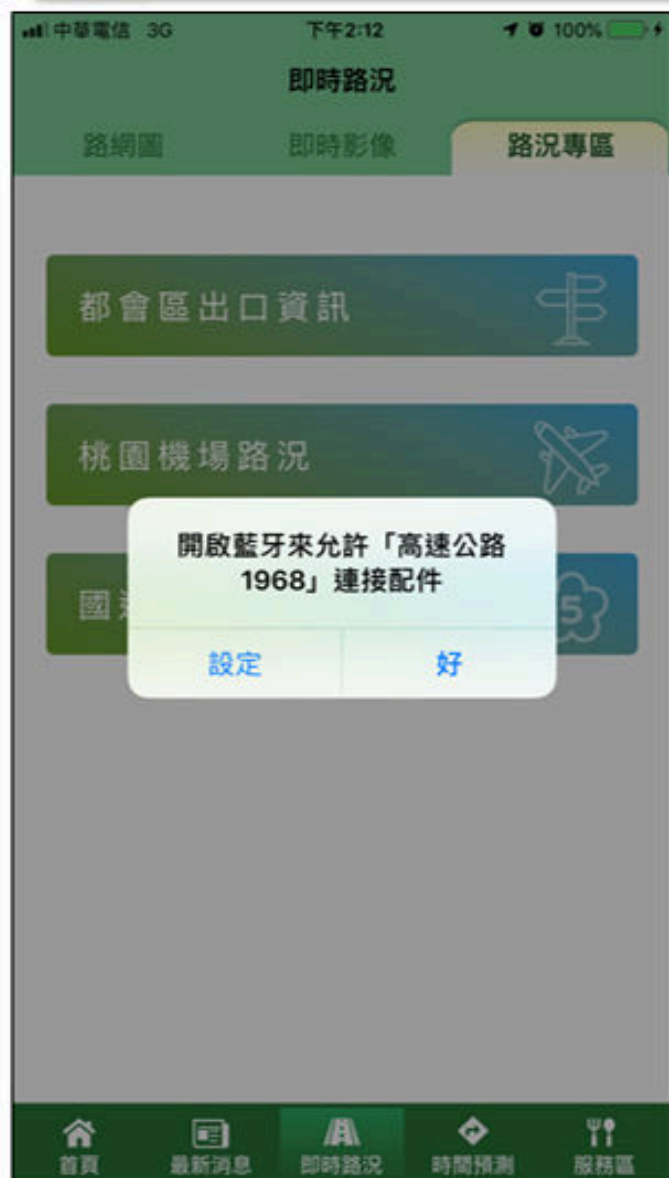 中華電信 3G 下午2:12 100%
即時路況
路網圖 即時影像 路況專區
都會區出口資訊
桃園機場路況
開啟藍牙來允許「高速公路
1968」連接配件
國
5
設定 好
首頁 最新消息 即時路況 時間預測 服務區